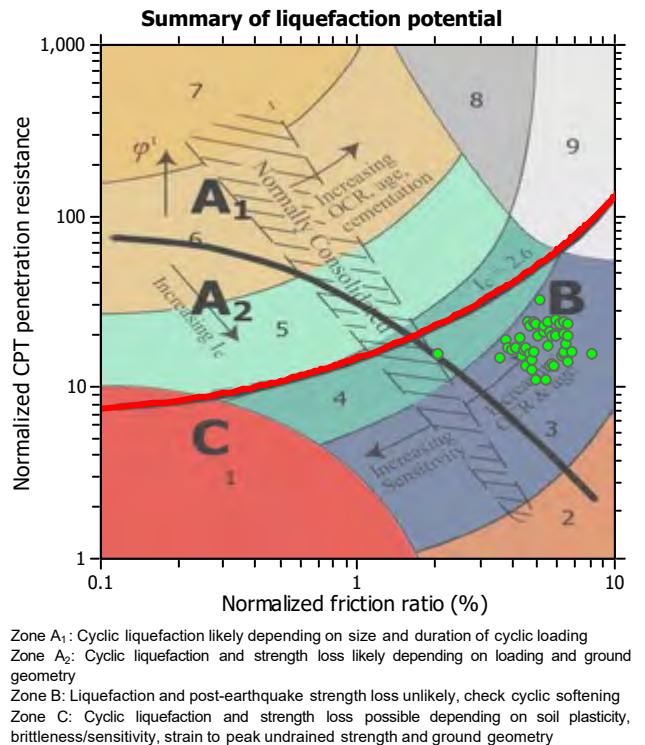 Summary of liquefaction potential
Normalized CPT penetration resistance
1,000
100
10
1
7
8
9
φ'
A1
Increasing
OCR, age,
cementation
Normally Consolidated
6
A2
Increasing Ic
5
Ic = 2.6
B
4
Increasing
OCR & age
3
C
1
Increasing
Sensitivity
2
0.1
1
10
Normalized friction ratio (%)
Zone A1: Cyclic liquefaction likely depending on size and duration of cyclic loading
Zone A2: Cyclic liquefaction and strength loss likely depending on loading and ground
geometry
Zone B: Liquefaction and post-earthquake strength loss unlikely, check cyclic softening
Zone C: Cyclic liquefaction and strength loss possible depending on soil plasticity,
brittleness/sensitivity, strain to peak undrained strength and ground geometry